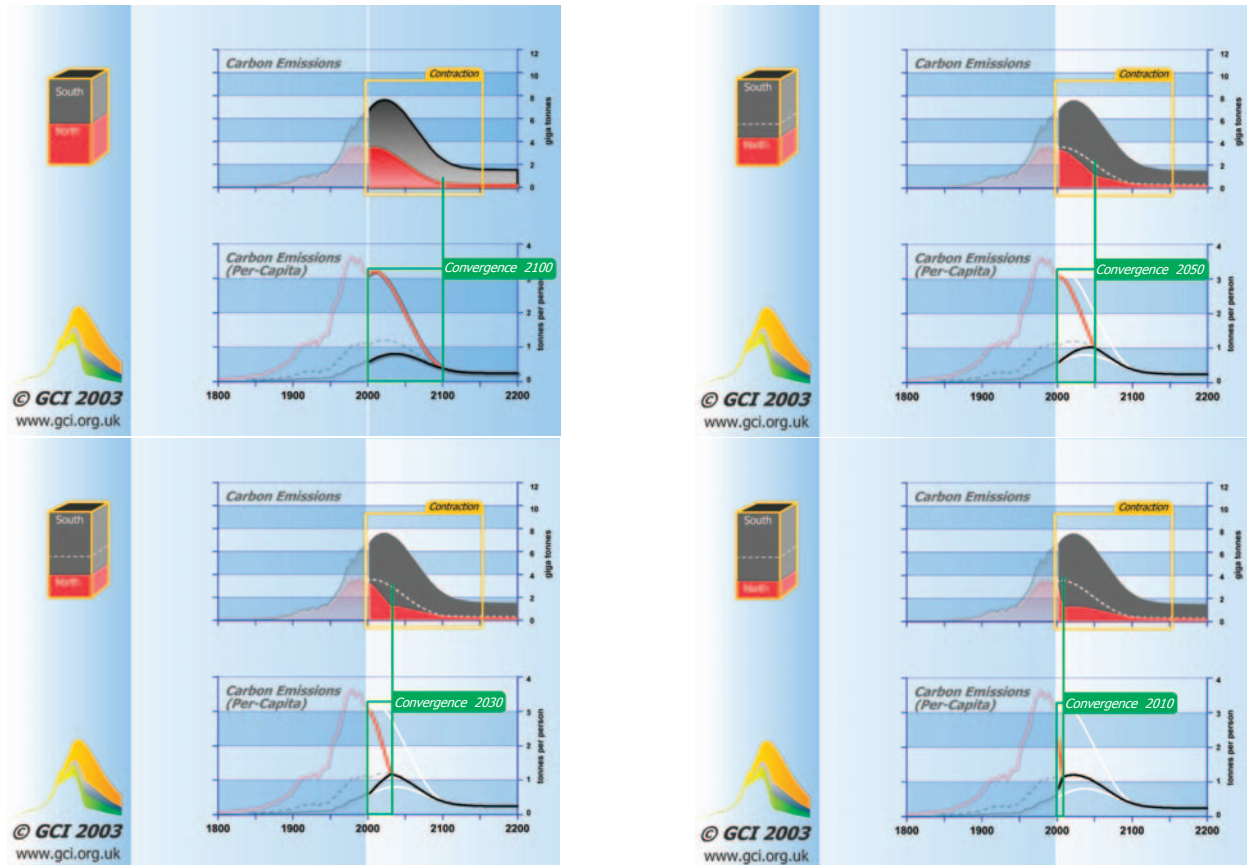 Carbon Emissions
Contraction
12
10
8
6
4
2
0
giga tonnes
South
North
Carbon Emissions
(Per-Capita)
Convergence 2100
4
3
2
1
0
tonnes per person
1800
1900
2000
2100
2200
© GCI 2003
www.gci.org.uk
Carbon Emissions
Contraction
12
10
8
6
4
2
0
giga tonnes
South
North
Carbon Emissions
(Per-Capita)
Convergence 2050
4
3
2
1
0
tonnes per person
1800
1900
2000
2100
2200
© GCI 2003
www.gci.org.uk
Carbon Emissions
Contraction
12
10
8
6
4
2
0
giga tonnes
South
North
Carbon Emissions
(Per-Capita)
Convergence 2030
4
3
2
1
0
tonnes per person
1800
1900
2000
2100
2200
© GCI 2003
www.gci.org.uk
Carbon Emissions
Contraction
12
10
8
6
4
2
0
giga tonnes
South
North
Carbon Emissions
(Per-Capita)
Convergence 2010
4
3
2
1
0
tonnes per person
1800
1900
2000
2100
2200
© GCI 2003
www.gci.org.uk